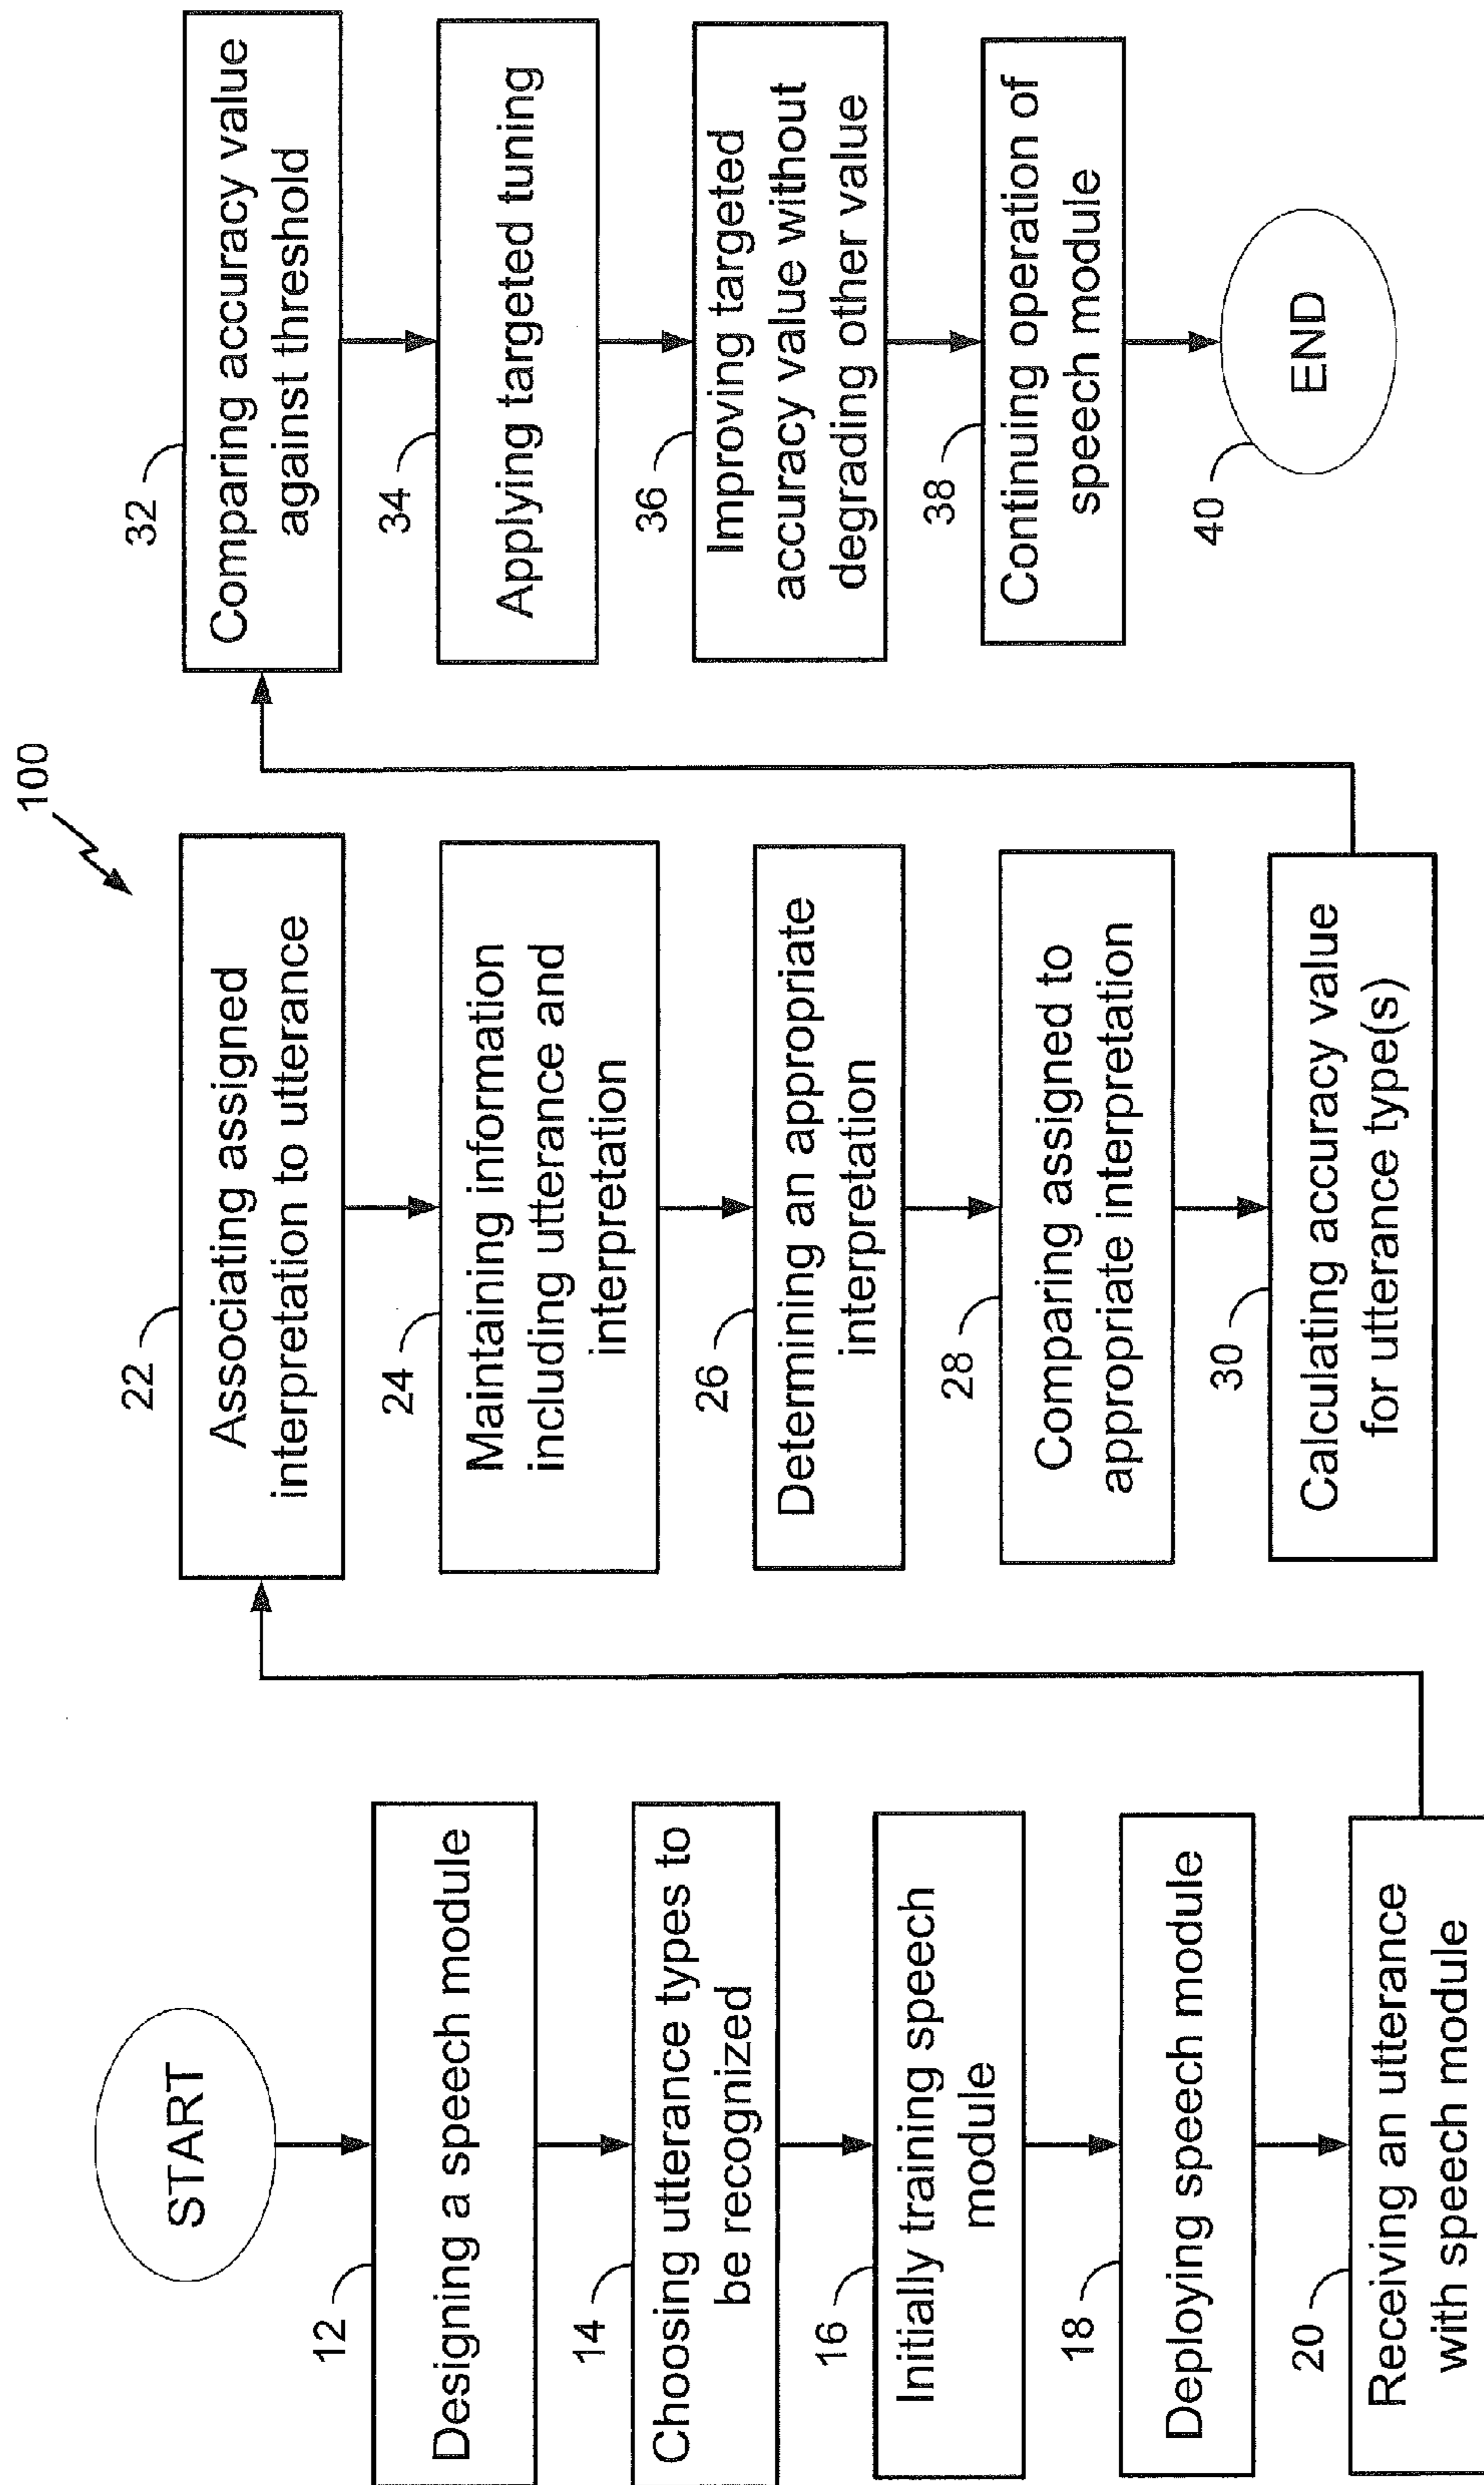 100
START
12
Designing a speech module
14
Choosing utterance types to
be recognized
16
Initially training speech
module
18
Deploying speech module
20
Receiving an utterance
with speech module
22
Associating assigned
interpretation to utterance
24
Maintaining information
including utterance and
interpretation
26
Determining an appropriate
interpretation
28
Comparing assigned to
appropriate interpretation
30
Calculating accuracy value
for utterance type(s)
32
Comparing accuracy value
against threshold
34
Applying targeted tuning
36
Improving targeted
accuracy value without
degrading other value
38
Continuing operation of
speech module
40
END